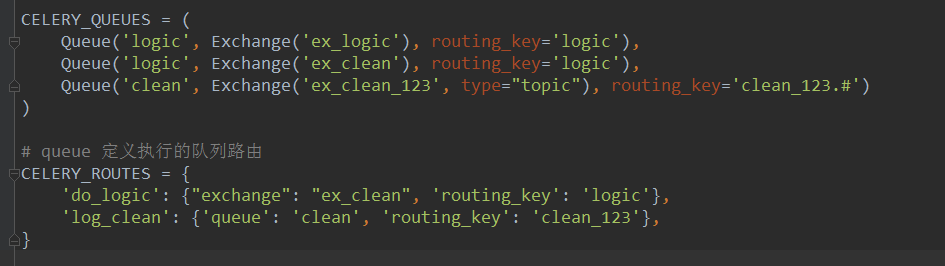 CELERY_QUEUES = (
    Queue('logic', Exchange('ex_logic'), routing_key='logic'),
    Queue('logic', Exchange('ex_clean'), routing_key='logic'),
    Queue('clean', Exchange('ex_clean_123', type="topic"), routing_key='clean_123.#')
)
# queue 定义执行的队列路由
CELERY_ROUTES = {
    'do_logic': {"exchange": "ex_clean", 'routing_key': 'logic'},
    'log_clean': {'queue': 'clean', 'routing_key': 'clean_123'},
}